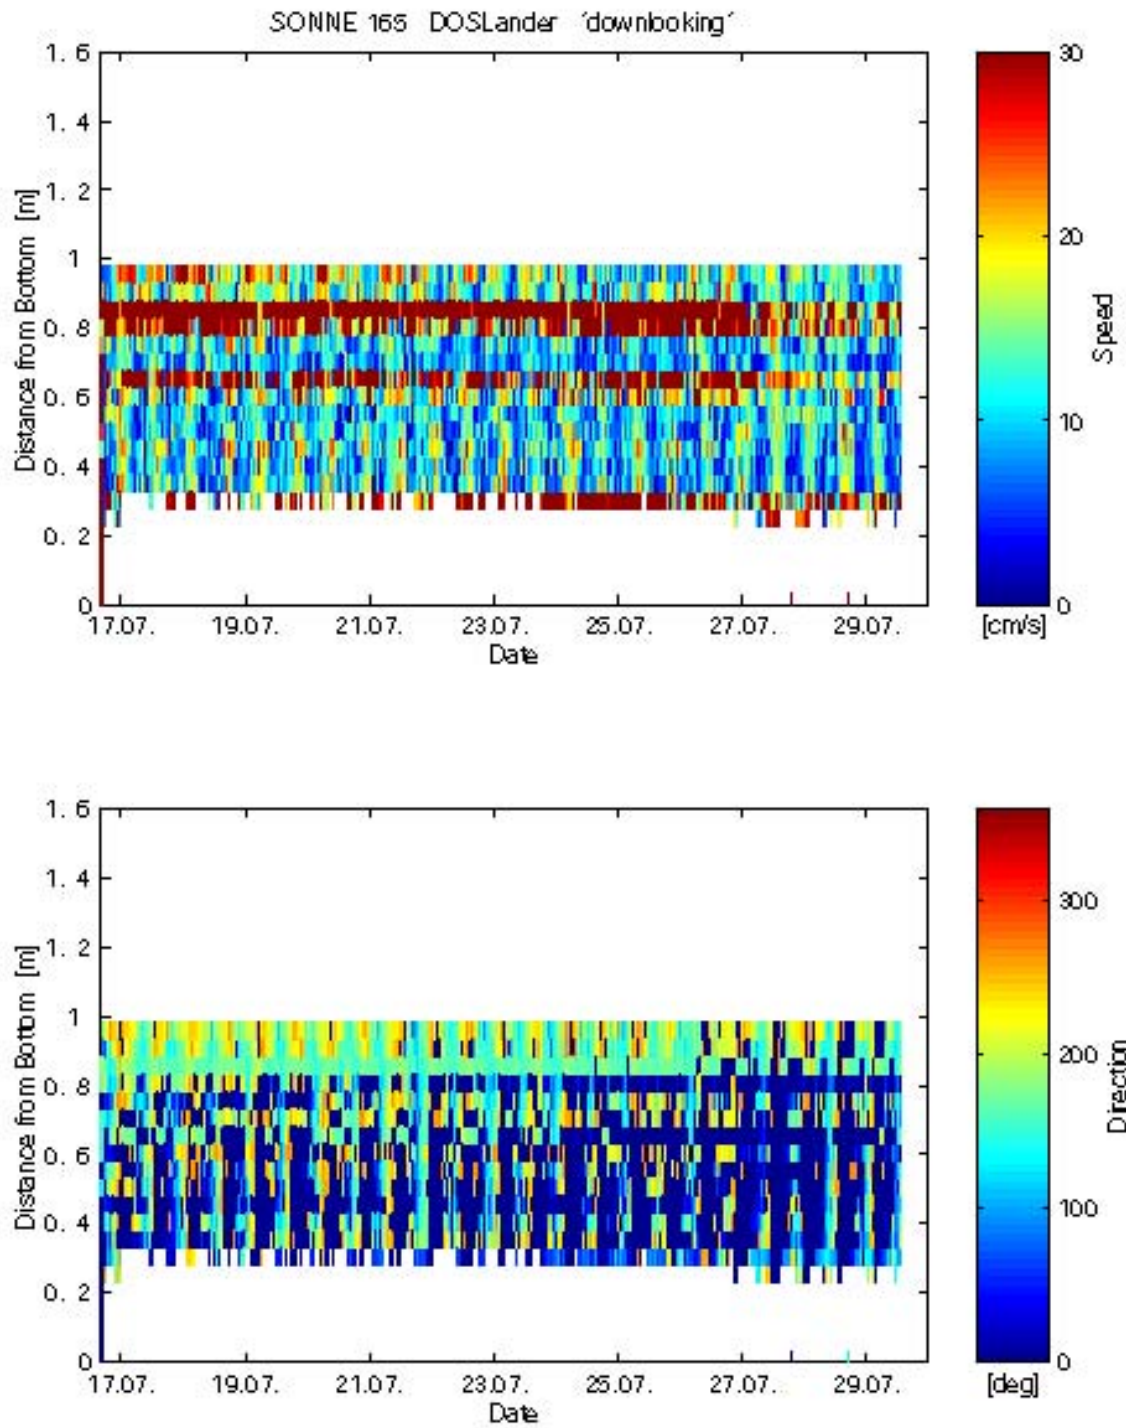 SONNE 165 DOSLander ´downlooking´
1.6
1.4
1.2
1
0.8
0.6
0.4
0.2
0
Distance from Bottom [m]
17.07. 19.07. 21.07. 23.07. 25.07. 27.07. 29.07.
Date
30
20
10
0
Speed
[cm/s]
1.6
1.4
1.2
1
0.8
0.6
0.4
0.2
0
Distance from Bottom [m]
17.07. 19.07. 21.07. 23.07. 25.07. 27.07. 29.07.
Date
300
200
100
0
Direction
[deg]